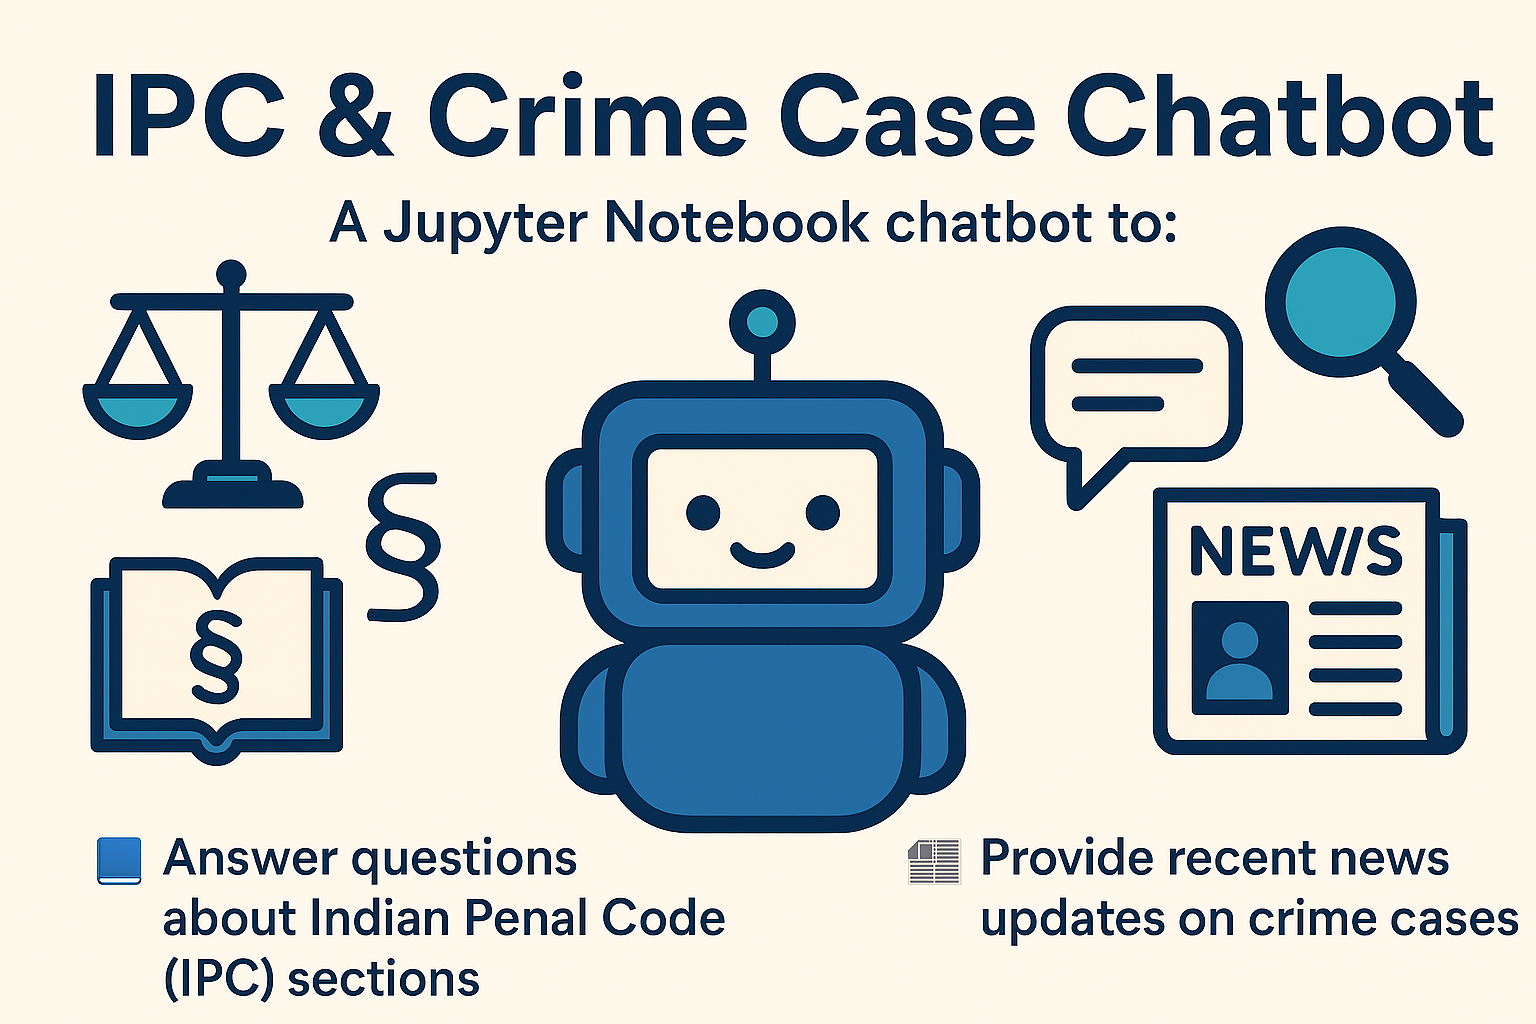 IPC & Crime Case Chatbot
A Jupyter Notebook chatbot to:
§
§
NEWS
Answer questions
about Indian Penal Code
(IPC) sections
Provide recent news
updates on crime cases